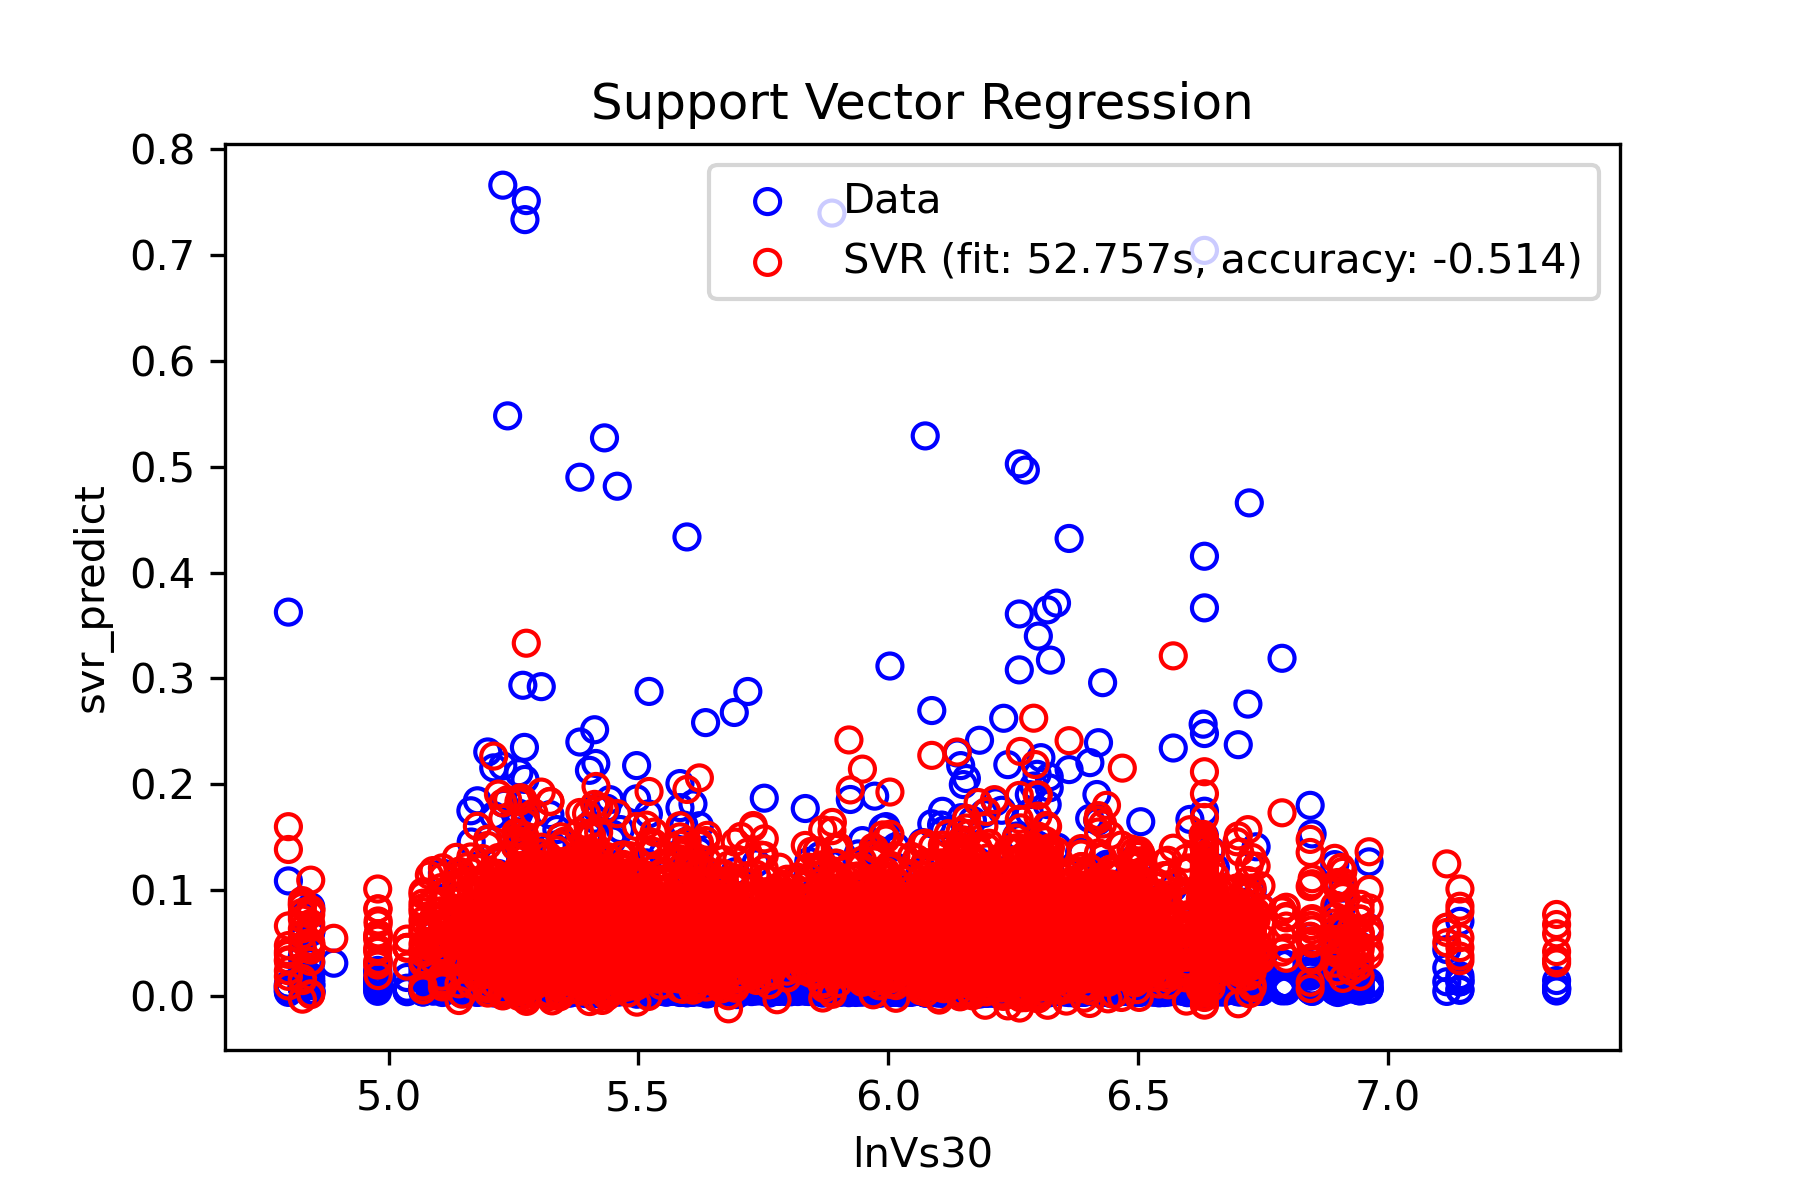 Support Vector Regression
Data
SVR (fit: 52.757s, accuracy: -0.514)
svr_predict
0.8
0.7
0.6
0.5
0.4
0.3
0.2
0.1
0.0
5.0 5.5 6.0 6.5 7.0
lnVs30